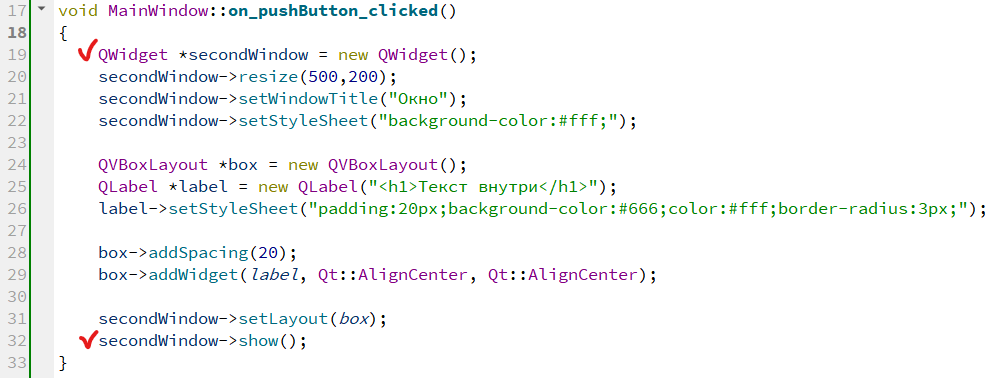 17 void MainWindow::on_pushButton_clicked()
18 {
19 QWidget *secondWindow = new QWidget();
20 secondWindow->resize(500,200);
21 secondWindow->setWindowTitle("Окно");
22 secondWindow->setStyleSheet("background-color:#fff;");
23
24 QVBoxLayout *box = new QVBoxLayout();
25 QLabel *label = new QLabel("<h1>Текст внутри</h1>");
26 label->setStyleSheet("padding:20px;background-color:#666;color:#fff;border-radius:3px;");
27
28 box->addSpacing(20);
29 box->addWidget(label, Qt::AlignCenter, Qt::AlignCenter);
30
31 secondWindow->setLayout(box);
32 secondWindow->show();
33 }